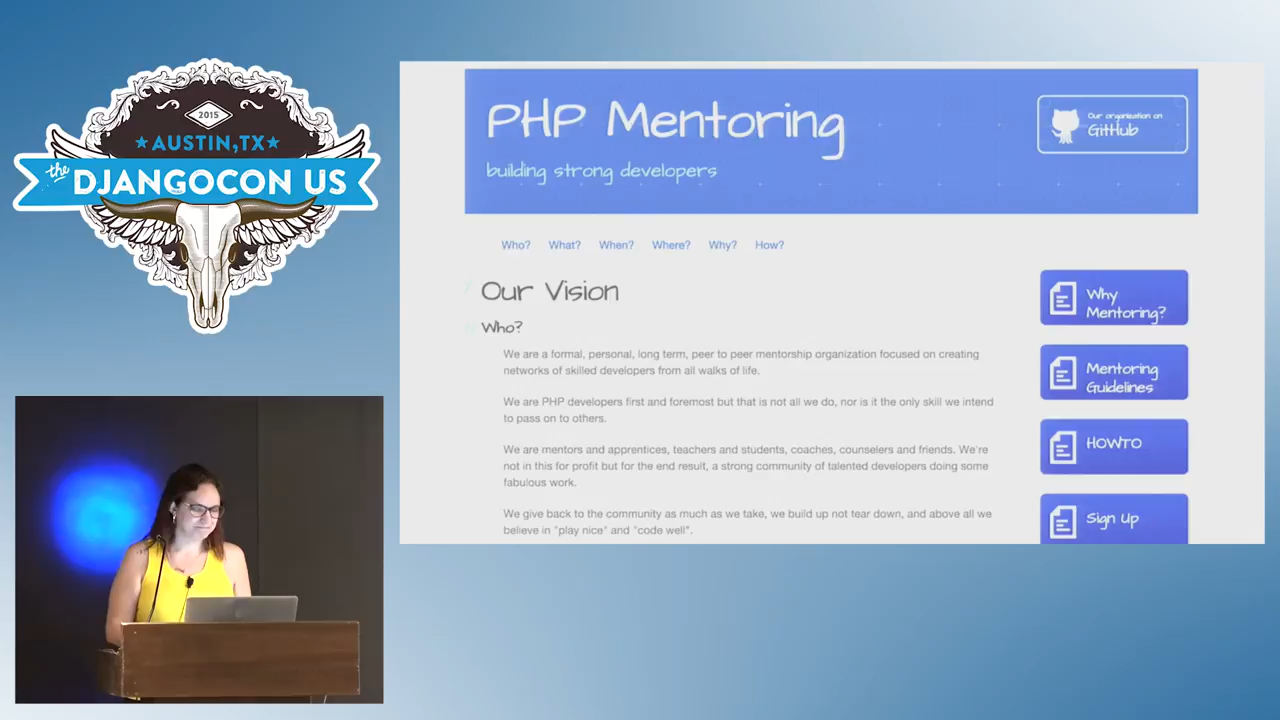 2015
AUSTIN, TX
the
DJANGOCON US
PHP Mentoring
building strong developers
Our organization on
GitHub
Who? What? When? Where? Why? How?
Our Vision
Who?
We are a formal, personal, long term, peer to peer mentorship organization focused on creating
networks of skilled developers from all walks of life.
We are PHP developers first and foremost but that is not all we do, nor is it the only skill we intend
to pass on to others.
We are mentors and apprentices, teachers and students, coaches, counselers and friends. We're
not in this for profit but for the end result, a strong community of talented developers doing some
fabulous work.
We give back to the community as much as we take, we build up not tear down, and above all we
believe in "play nice" and "code well".
Why
Mentoring?
Mentoring
Guidelines
HOWTO
Sign Up